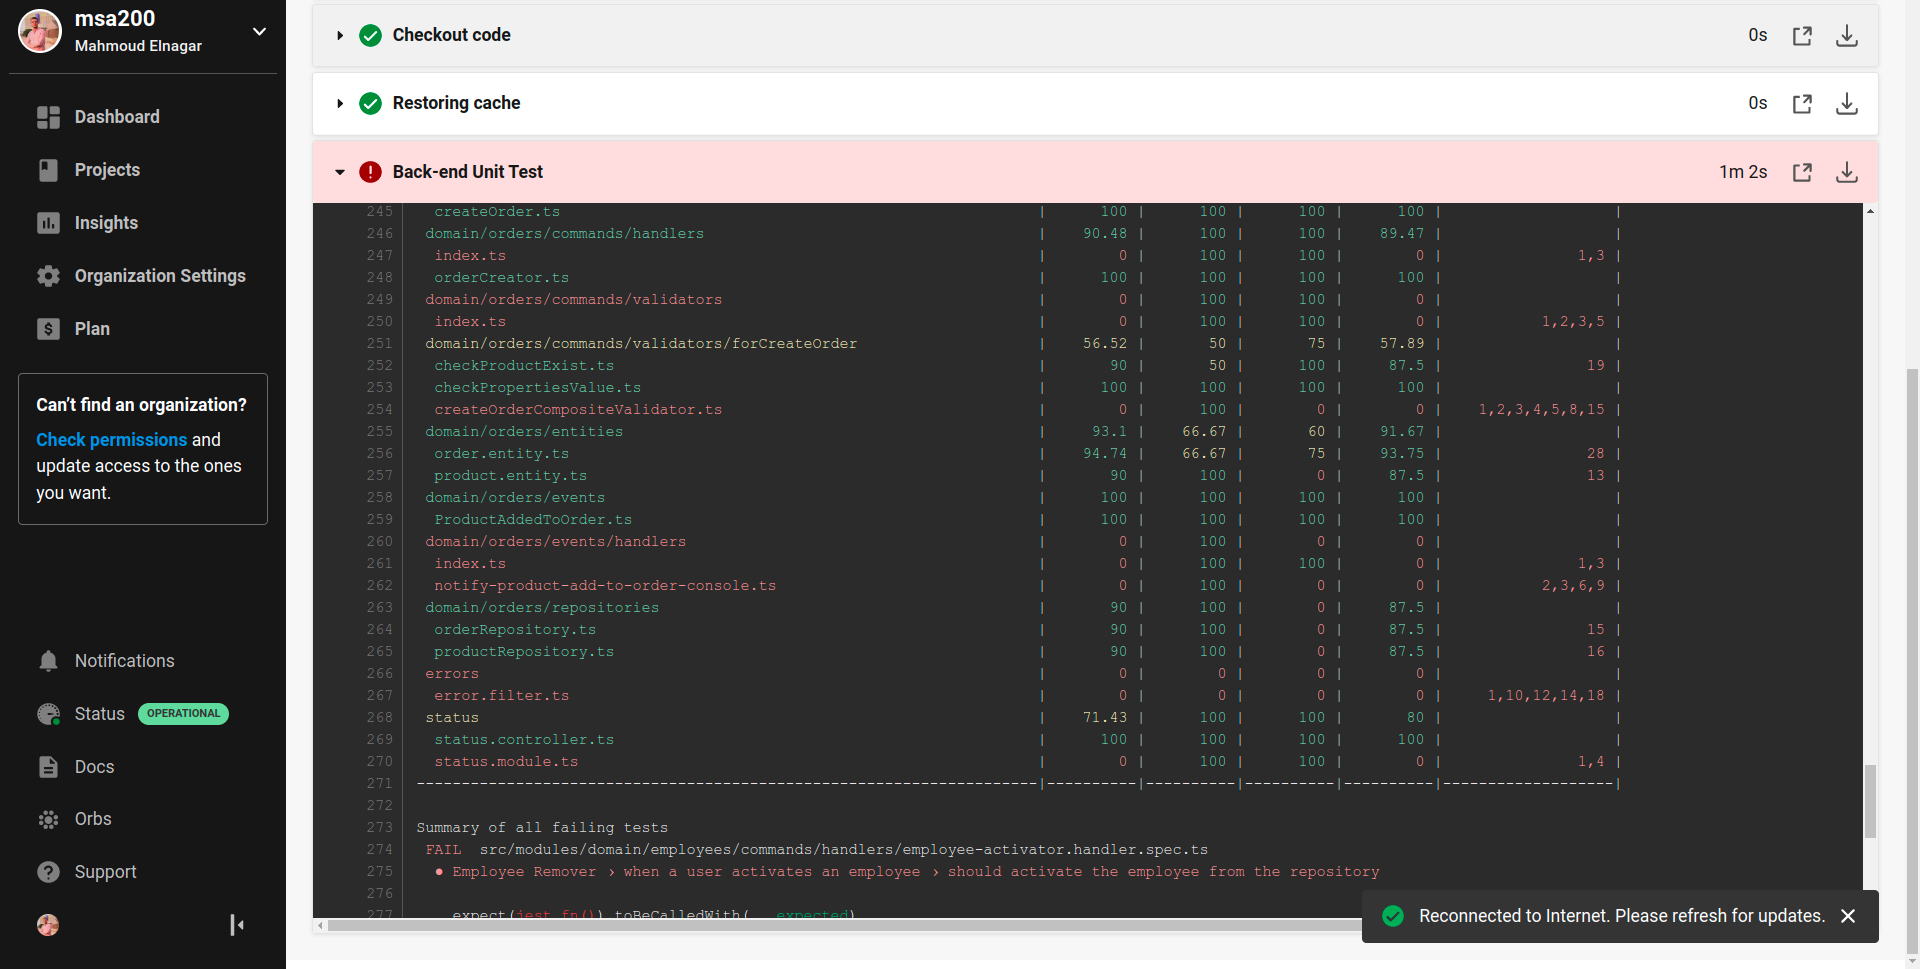 msa200
Mahmoud Elnagar
Dashboard
Projects
Insights
Organization Settings
Plan
Can't find an organization?
Check permissions and
update access to the ones
you want.
Notifications
Status OPERATIONAL
Docs
Orbs
Support
Checkout code 0s
Restoring cache 0s
Back-end Unit Test 1m 2s
245 createOrder.ts | 100 | 100 | 100 | 100 | |
246 domain/orders/commands/handlers | 90.48 | 100 | 100 | 89.47 | |
247 index.ts | 0 | 100 | 100 | 0 | 1,3 |
248 orderCreator.ts | 100 | 100 | 100 | 100 | |
249 domain/orders/commands/validators | 0 | 100 | 100 | 0 | |
250 index.ts | 0 | 100 | 100 | 0 | 1,2,3,5 |
251 domain/orders/commands/validators/forCreateOrder | 56.52 | 50 | 75 | 57.89 | |
252 checkProductExist.ts | 90 | 50 | 100 | 87.5 | 19 |
253 checkPropertiesValue.ts | 100 | 100 | 100 | 100 | |
254 createOrderCompositeValidator.ts | 0 | 100 | 0 | 0 | 1,2,3,4,5,8,15 |
255 domain/orders/entities | 93.1 | 66.67 | 60 | 91.67 | |
256 order.entity.ts | 94.74 | 66.67 | 75 | 93.75 | 28 |
257 product.entity.ts | 90 | 100 | 0 | 87.5 | 13 |
258 domain/orders/events | 100 | 100 | 100 | 100 | |
259 ProductAddedToOrder.ts | 100 | 100 | 100 | 100 | |
260 domain/orders/events/handlers | 0 | 100 | 0 | 0 | |
261 index.ts | 0 | 100 | 100 | 0 | 1,3 |
262 notify-product-add-to-order-console.ts | 0 | 100 | 0 | 0 | 2,3,6,9 |
263 domain/orders/repositories | 90 | 100 | 0 | 87.5 | |
264 orderRepository.ts | 90 | 100 | 0 | 87.5 | 15 |
265 productRepository.ts | 90 | 100 | 0 | 87.5 | 16 |
266 errors | 0 | 0 | 0 | 0 | |
267 error.filter.ts | 0 | 0 | 0 | 0 | 1,10,12,14,18 |
268 status | 71.43 | 100 | 100 | 80 | |
269 status.controller.ts | 100 | 100 | 100 | 100 | |
270 status.module.ts | 0 | 100 | 100 | 0 | 1,4 |
271 ---------------------------------------------------------------------|----------|----------|----------|----------|-------------------|
272
273 Summary of all failing tests
274 FAIL src/modules/domain/employees/commands/handlers/employee-activator.handler.spec.ts
275 ● Employee Remover › when a user activates an employee › should activate the employee from the repository
276
277 expect(jest.fn()).toBeCalledWith(...expected)
Reconnected to Internet. Please refresh for updates.